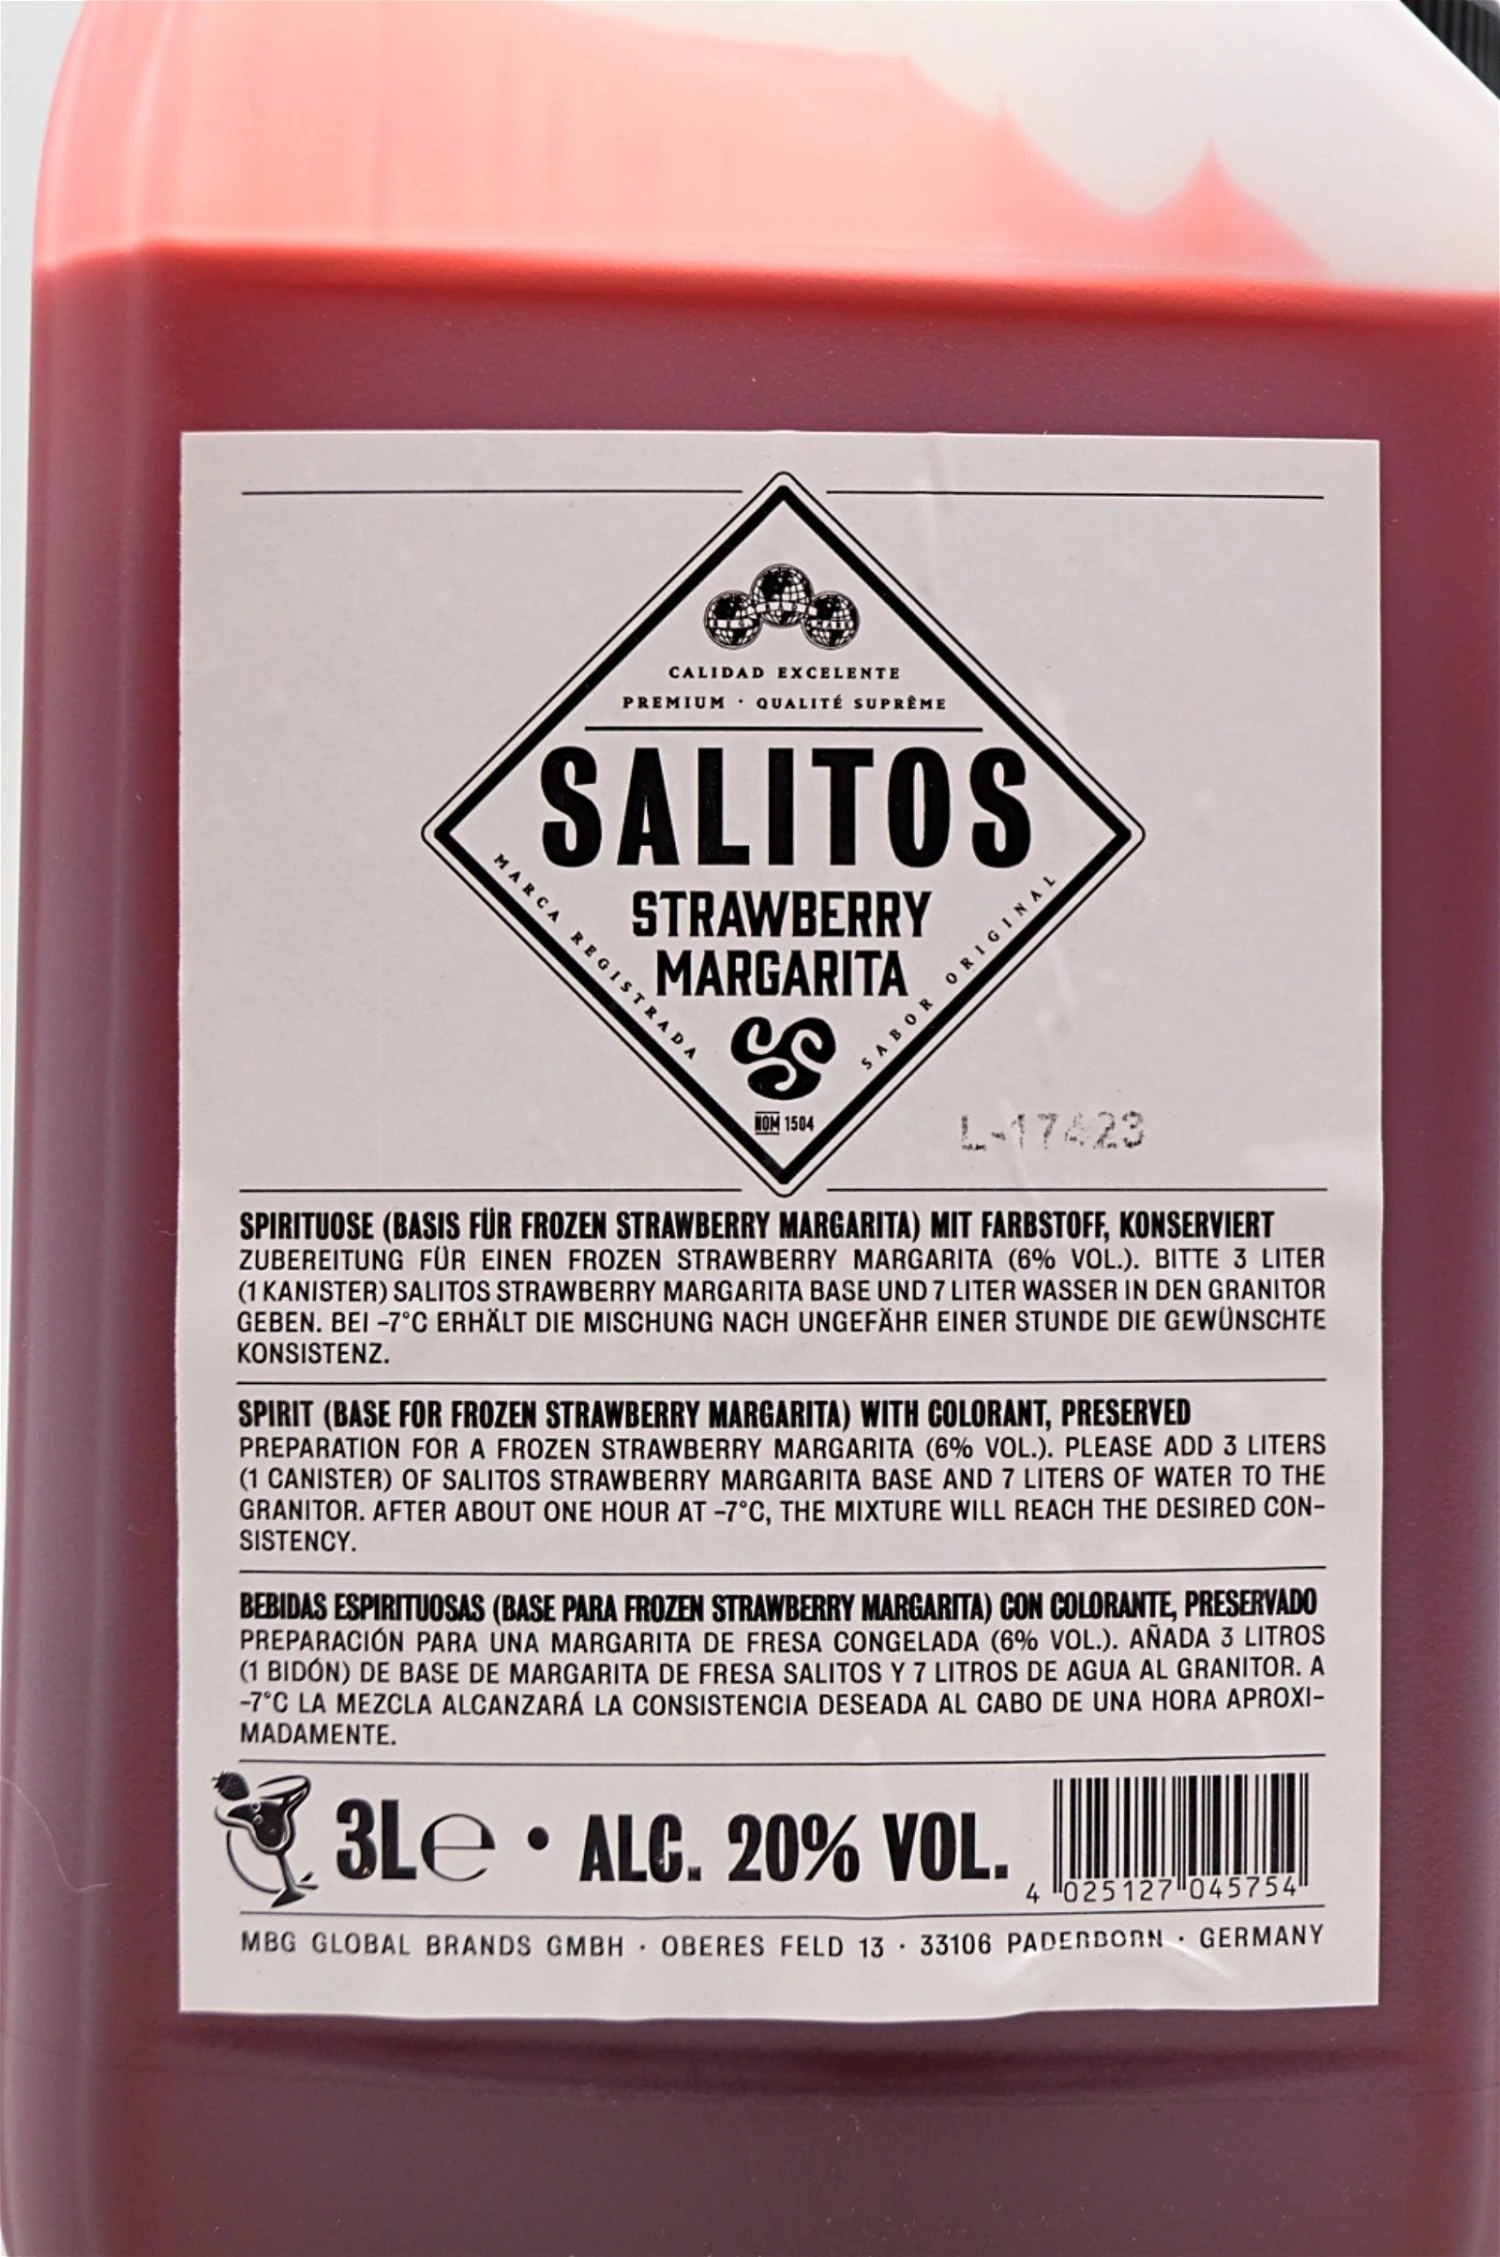 CALIDAD EXCELENTE
PREMIUM · QUALITÉ SUPRÊME
SALITOS
STRAWBERRY
MARGARITA
MARCA REGISTRADA
SABOR ORIGINAL
NOM 1504
SPIRITUOSE (BASIS FÜR FROZEN STRAWBERRY MARGARITA) MIT FARBSTOFF, KONSERVIERT
ZUBEREITUNG FÜR EINEN FROZEN STRAWBERRY MARGARITA (6% VOL.). BITTE 3 LITER
(1 KANISTER) SALITOS STRAWBERRY MARGARITA BASE UND 7 LITER WASSER IN DEN GRANITOR
GEBEN. BEI -7°C ERHÄLT DIE MISCHUNG NACH UNGEFÄHR EINER STUNDE DIE GEWÜNSCHTE
KONSISTENZ.
SPIRIT (BASE FOR FROZEN STRAWBERRY MARGARITA) WITH COLORANT, PRESERVED
PREPARATION FOR A FROZEN STRAWBERRY MARGARITA (6% VOL.). PLEASE ADD 3 LITERS
(1 CANISTER) OF SALITOS STRAWBERRY MARGARITA BASE AND 7 LITERS OF WATER TO THE
GRANITOR. AFTER ABOUT ONE HOUR AT -7°C, THE MIXTURE WILL REACH THE DESIRED CON-
SISTENCY.
BEBIDAS ESPIRITUOSAS (BASE PARA FROZEN STRAWBERRY MARGARITA) CON COLORANTE, PRESERVADO
PREPARACIÓN PARA UNA MARGARITA DE FRESA CONGELADA (6% VOL.). AÑADA 3 LITROS
(1 BIDÓN) DE BASE DE MARGARITA DE FRESA SALITOS Y 7 LITROS DE AGUA AL GRANITOR. A
-7°C LA MEZCLA ALCANZARÁ LA CONSISTENCIA DESEADA AL CABO DE UNA HORA APROXI-
MADAMENTE.
3L℮ · ALC. 20% VOL.
4 025127 045754
MBG GLOBAL BRANDS GMBH · OBERES FELD 13 · 33106 PADERBORN · GERMANY